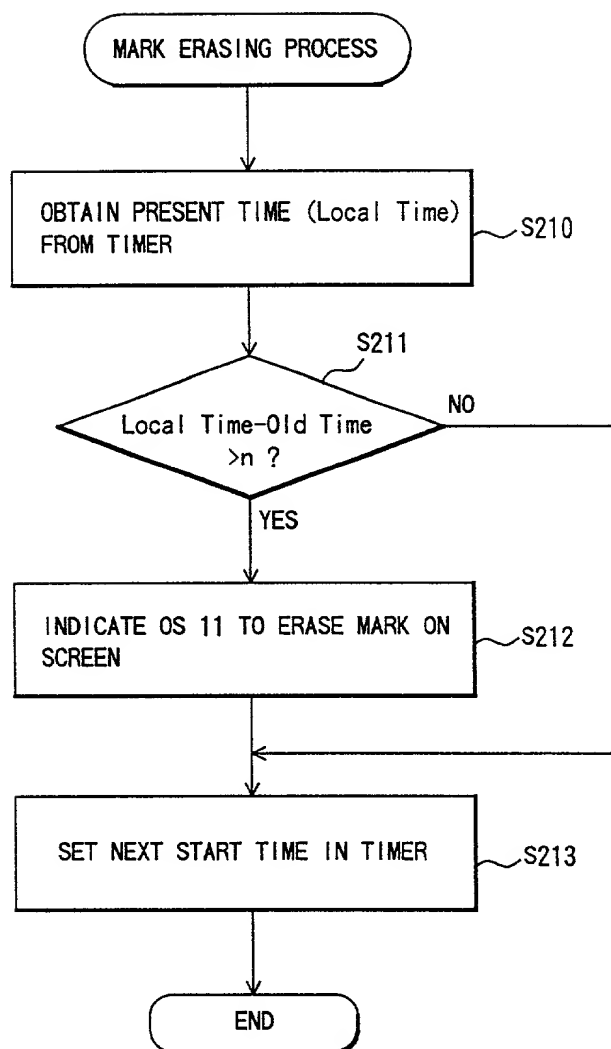 MARK ERASING PROCESS
OBTAIN PRESENT TIME (Local Time)
FROM TIMER
S210
S211
Local Time-Old Time
>n ?
NO
YES
INDICATE OS 11 TO ERASE MARK ON
SCREEN
S212
SET NEXT START TIME IN TIMER
S213
END